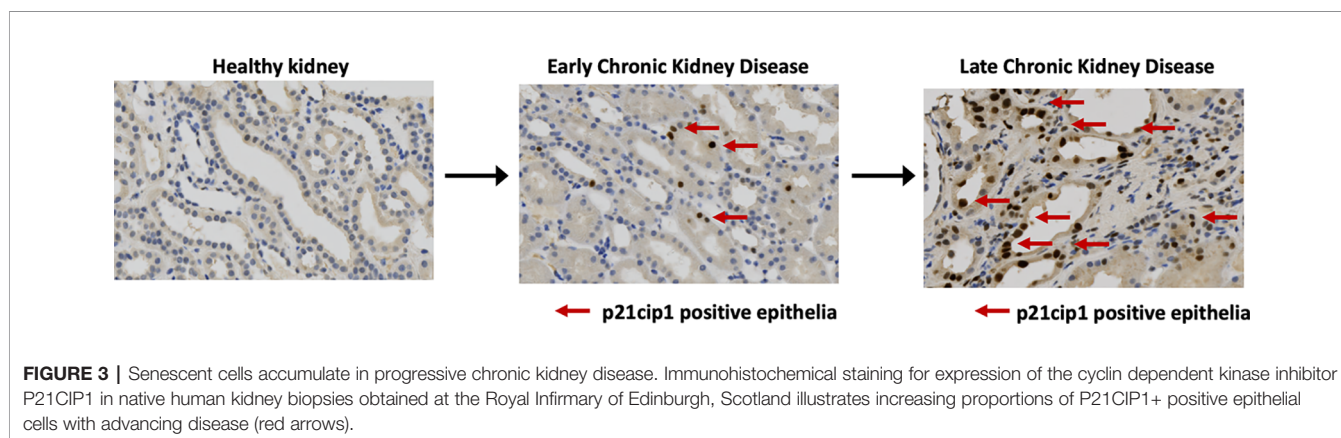 Healthy kidney
Early Chronic Kidney Disease
Late Chronic Kidney Disease
p21cip1 positive epithelia
p21cip1 positive epithelia
FIGURE 3 | Senescent cells accumulate in progressive chronic kidney disease. Immunohistochemical staining for expression of the cyclin dependent kinase inhibitor
P21CIP1 in native human kidney biopsies obtained at the Royal Infirmary of Edinburgh, Scotland illustrates increasing proportions of P21CIP1+ positive epithelial
cells with advancing disease (red arrows).